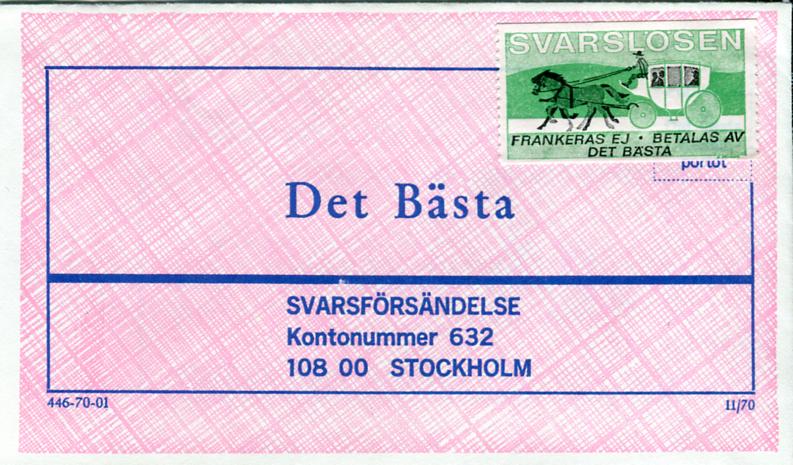 SVARSLÖSEN
FRANKERAS EJ · BETALAS AV
DET BÄSTA
portot
Det Bästa
SVARSFÖRSÄNDELSE
Kontonummer 632
108 00 STOCKHOLM
446-70-01
11/70